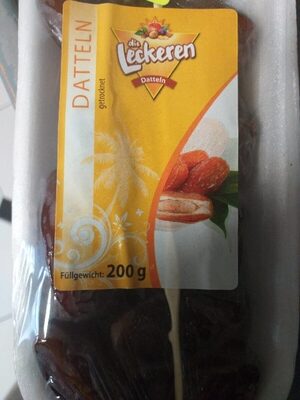 die
Leckeren
Datteln
DATTELN
getrocknet
Füllgewicht: 200 g